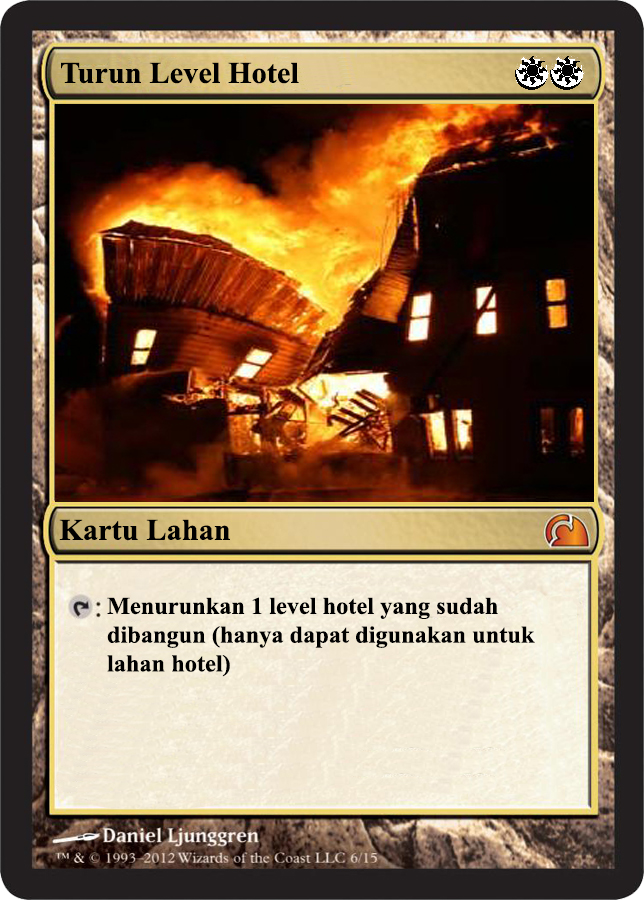 Turun Level Hotel
Kartu Lahan
: Menurunkan 1 level hotel yang sudah
dibangun (hanya dapat digunakan untuk
lahan hotel)
Daniel Ljunggren
™ & © 1993–2012 Wizards of the Coast LLC 6/15